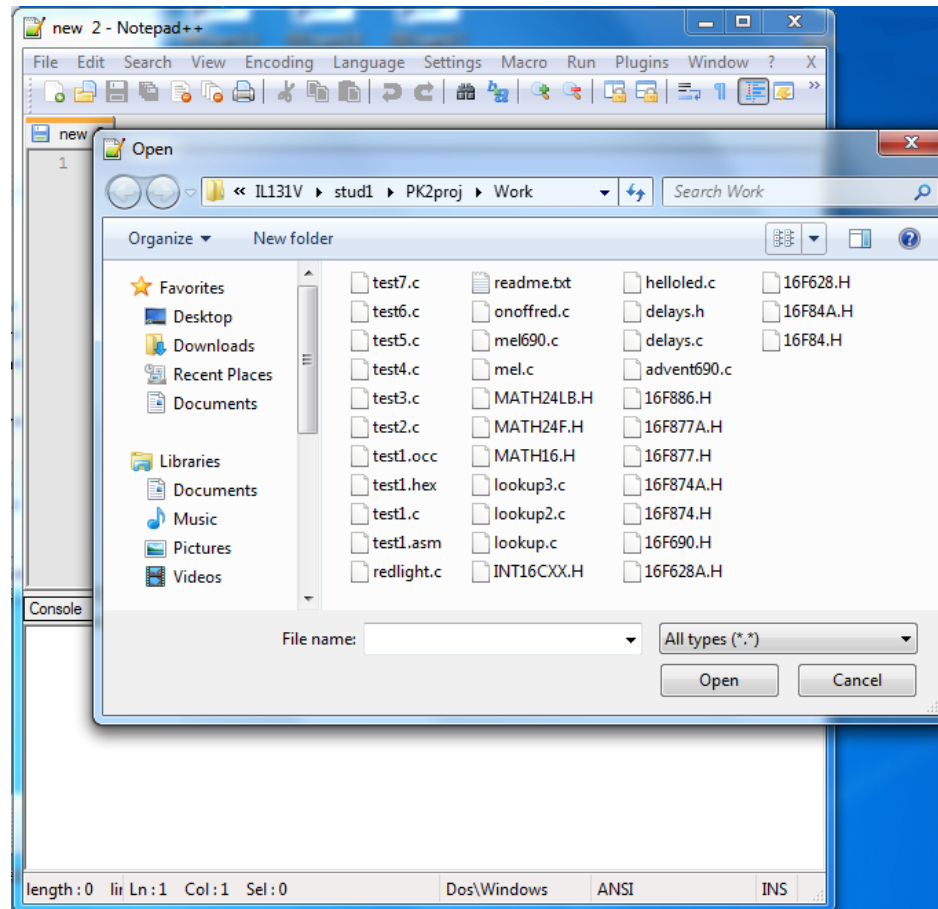 new 2 - Notepad++
File Edit Search View Encoding Language Settings Macro Run Plugins Window ? X
new
1
Open
« IL131V ▸ stud1 ▸ PK2proj ▸ Work
Search Work
Organize
New folder
Favorites
Desktop
Downloads
Recent Places
Documents
Libraries
Documents
Music
Pictures
Videos
test7.c
test6.c
test5.c
test4.c
test3.c
test2.c
test1.occ
test1.hex
test1.c
test1.asm
redlight.c
readme.txt
onoffred.c
mel690.c
mel.c
MATH24LB.H
MATH24F.H
MATH16.H
lookup3.c
lookup2.c
lookup.c
INT16CXX.H
helloled.c
delays.h
delays.c
advent690.c
16F886.H
16F877A.H
16F877.H
16F874A.H
16F874.H
16F690.H
16F628A.H
16F628.H
16F84A.H
16F84.H
File name:
All types (*.*)
Open
Cancel
Console
length : 0 Ln : 1 Col : 1 Sel : 0 Dos\Windows ANSI INS